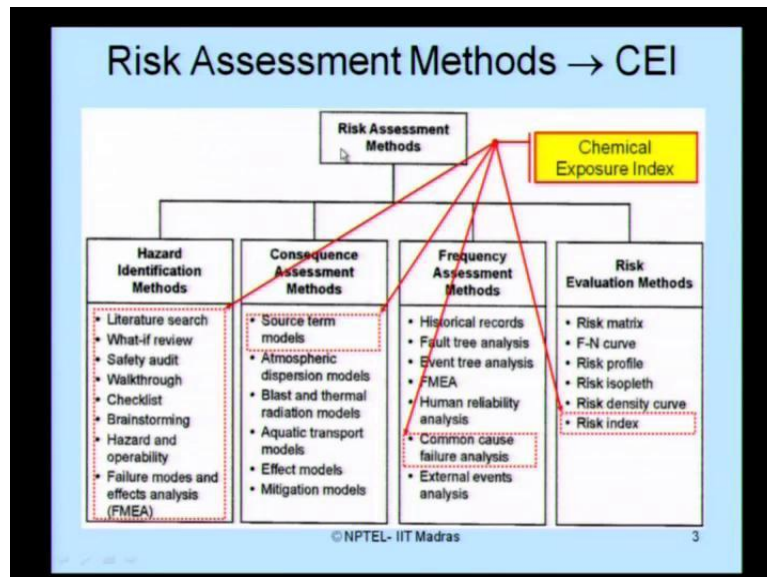 Risk Assessment Methods → CEI
Risk Assessment
Methods
Chemical
Exposure Index
Hazard
Identification
Methods
• Literature search
• What-if review
• Safety audit
• Walkthrough
• Checklist
• Brainstorming
• Hazard and
operability
• Failure modes and
effects analysis
(FMEA)
Consequence
Assessment
Methods
• Source term
models
• Atmospheric
dispersion models
• Blast and thermal
radiation models
• Aquatic transport
models
• Effect models
• Mitigation models
Frequency
Assessment
Methods
• Historical records
• Fault tree analysis
• Event tree analysis
• FMEA
• Human reliability
analysis
• Common cause
failure analysis
• External events
analysis
Risk
Evaluation Methods
• Risk matrix
• F-N curve
• Risk profile
• Risk isopleth
• Risk density curve
• Risk index
©NPTEL- IIT Madras
3